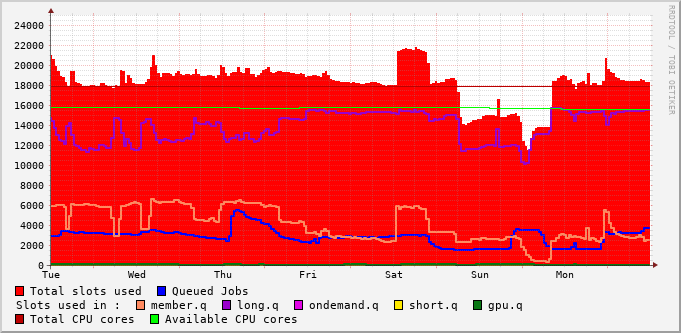 24000
22000
20000
18000
16000
14000
12000
10000
8000
6000
4000
2000
0
Tue Wed Thu Fri Sat Sun Mon
Total slots used Queued Jobs
Slots used in : member.q long.q ondemand.q short.q gpu.q
Total CPU cores Available CPU cores
RRDTOOL / TOBI OETIKER